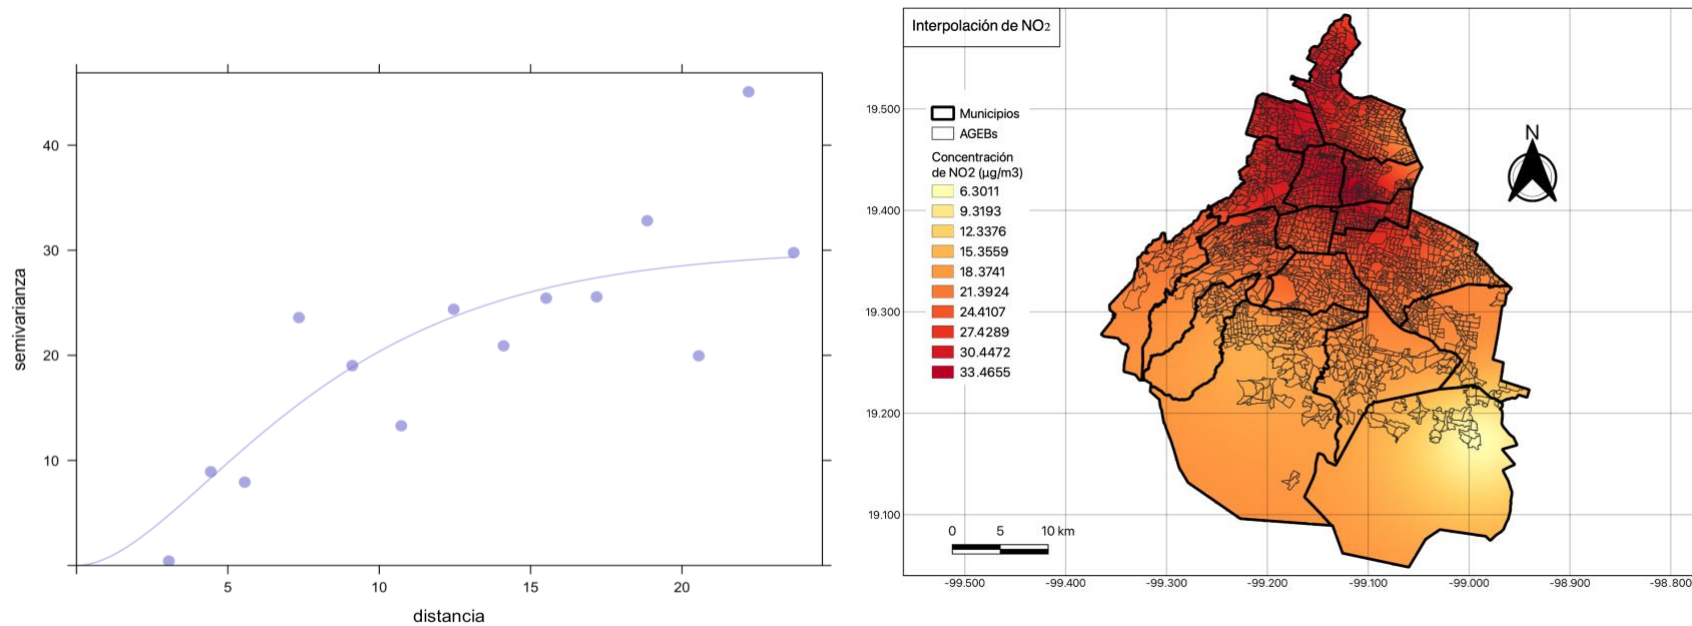 semivarianza
40
30
20
10
5
10
15
20
distancia
Interpolación de NO2
19.500
19.400
19.300
19.200
19.100
Municipios
AGEBs
Concentración
de NO2 (µg/m3)
6.3011
9.3193
12.3376
15.3559
18.3741
21.3924
24.4107
27.4289
30.4472
33.4655
N
0 5 10 km
-99.500 -99.400 -99.300 -99.200 -99.100 -99.000 -98.900 -98.800